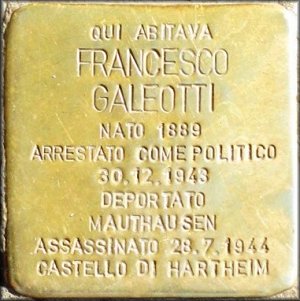 QUI ABITAVA
FRANCESCO
GALEOTTI
NATO 1889
ARRESTATO COME POLITICO
30.12.1943
DEPORTATO
MAUTHAUSEN
ASSASSINATO 28.7.1944
CASTELLO DI HARTHEIM